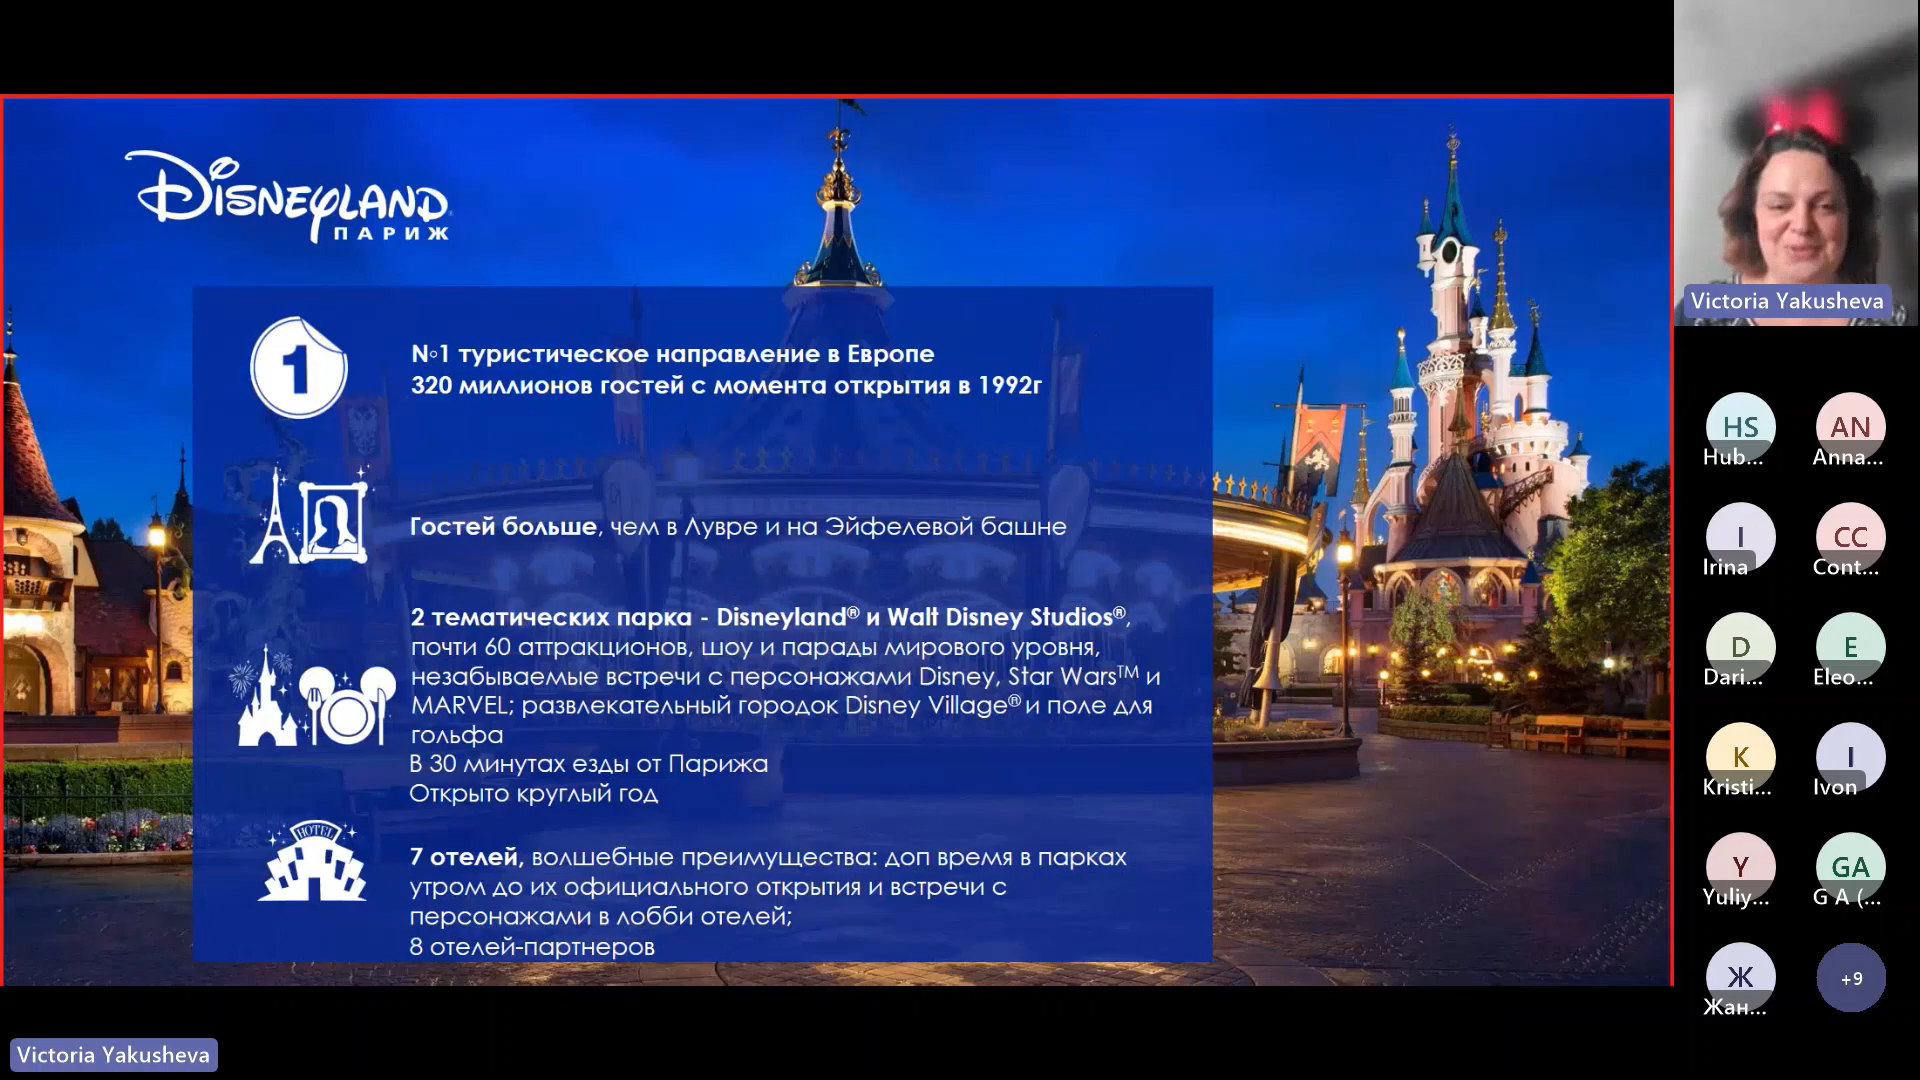 DISNEYLAND
ПАРИЖ
1
N◦1 туристическое направление в Европе
320 миллионов гостей с момента открытия в 1992г
Гостей больше, чем в Лувре и на Эйфелевой башне
2 тематических парка - Disneyland® и Walt Disney Studios®,
почти 60 аттракционов, шоу и парады мирового уровня,
незабываемые встречи с персонажами Disney, Star Wars™ и
MARVEL; развлекательный городок Disney Village® и поле для
гольфа
В 30 минутах езды от Парижа
Открыто круглый год
HOTEL
7 отелей, волшебные преимущества: доп время в парках
утром до их официального открытия и встречи с
персонажами в лобби отелей;
8 отелей-партнеров
Victoria Yakusheva
Victoria Yakusheva
HS
Hub...
AN
Anna...
I
Irina
CC
Cont...
D
Dari...
E
Eleo...
K
Kristi...
I
Ivon
Y
Yuliy...
GA
G A (...
Ж
Жан...
+9